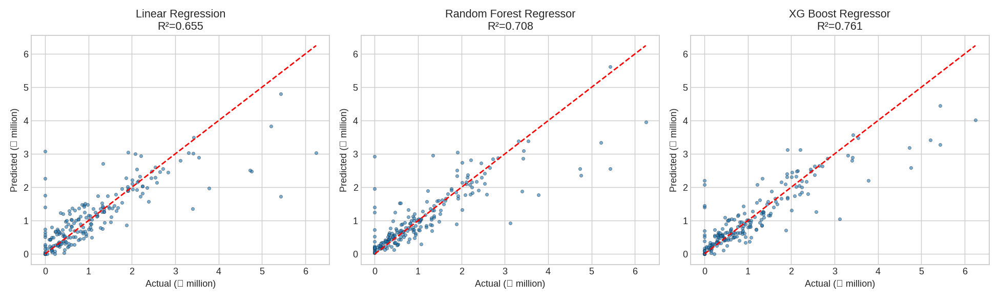 Linear Regression
R²=0.655
Predicted (▯ million)
6
5
4
3
2
1
0
0 1 2 3 4 5 6
Actual (▯ million)
Random Forest Regressor
R²=0.708
Predicted (▯ million)
6
5
4
3
2
1
0
0 1 2 3 4 5 6
Actual (▯ million)
XG Boost Regressor
R²=0.761
Predicted (▯ million)
6
5
4
3
2
1
0
0 1 2 3 4 5 6
Actual (▯ million)